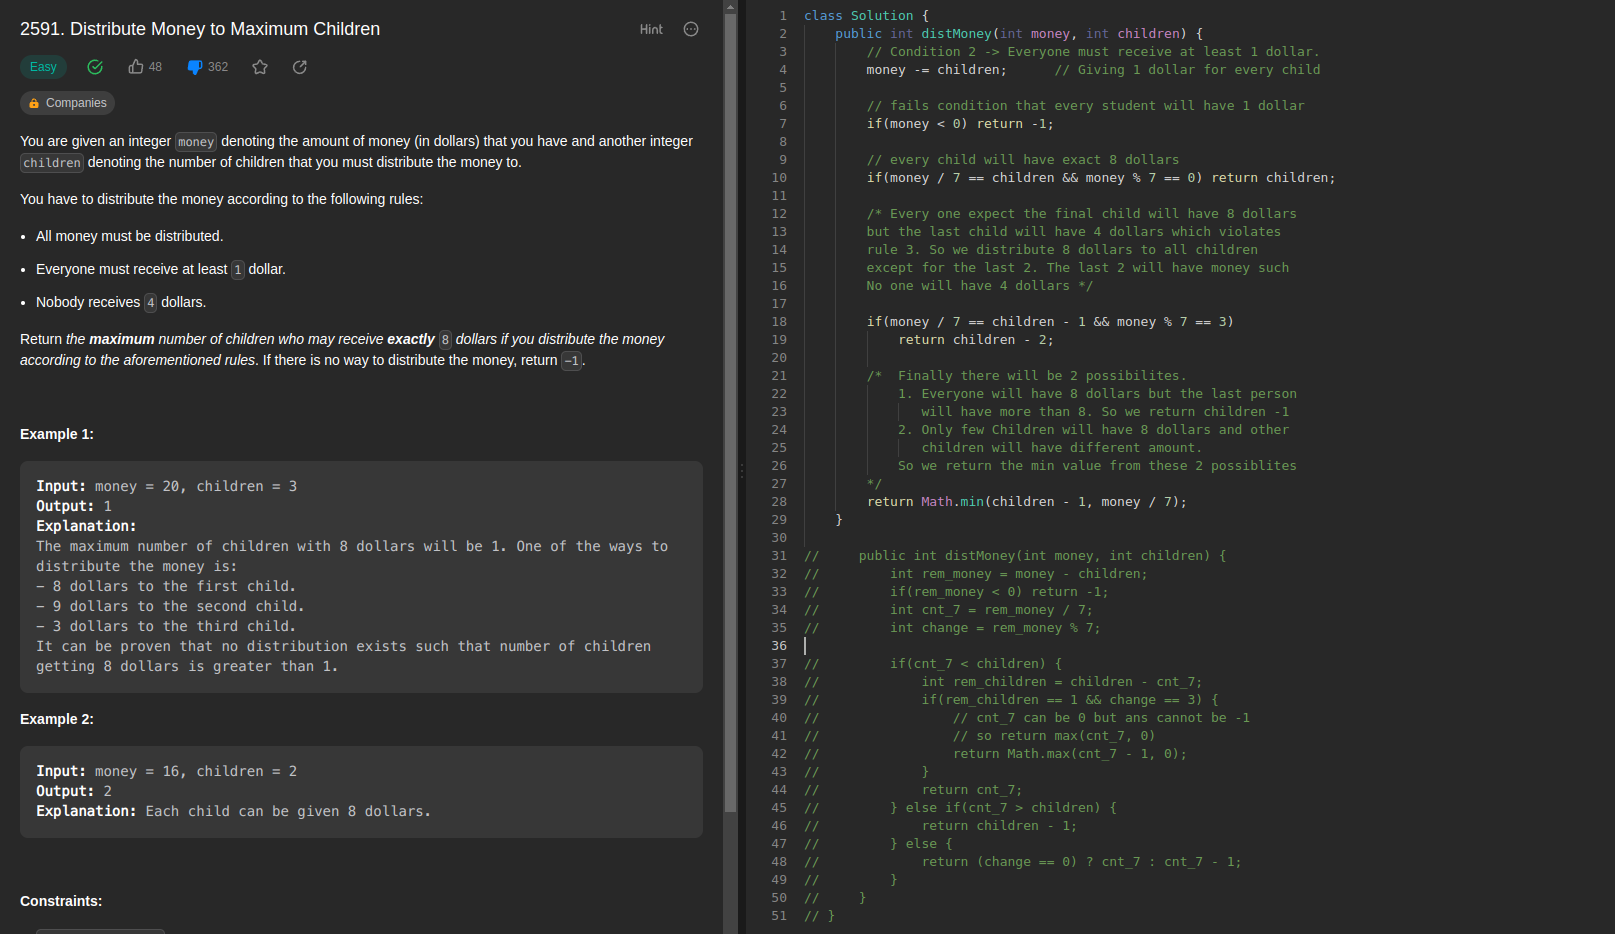 2591. Distribute Money to Maximum Children
Hint
Easy
48
362
Companies
You are given an integer money denoting the amount of money (in dollars) that you have and another integer
children denoting the number of children that you must distribute the money to.
You have to distribute the money according to the following rules:
• All money must be distributed.
• Everyone must receive at least 1 dollar.
• Nobody receives 4 dollars.
Return the maximum number of children who may receive exactly 8 dollars if you distribute the money
according to the aforementioned rules. If there is no way to distribute the money, return -1.
Example 1:
Input: money = 20, children = 3
Output: 1
Explanation:
The maximum number of children with 8 dollars will be 1. One of the ways to
distribute the money is:
- 8 dollars to the first child.
- 9 dollars to the second child.
- 3 dollars to the third child.
It can be proven that no distribution exists such that number of children
getting 8 dollars is greater than 1.
Example 2:
Input: money = 16, children = 2
Output: 2
Explanation: Each child can be given 8 dollars.
Constraints:
1 class Solution {
2     public int distMoney(int money, int children) {
3         // Condition 2 -> Everyone must receive at least 1 dollar.
4         money -= children;      // Giving 1 dollar for every child
5
6         // fails condition that every student will have 1 dollar
7         if(money < 0) return -1;
8
9         // every child will have exact 8 dollars
10         if(money / 7 == children && money % 7 == 0) return children;
11
12         /* Every one expect the final child will have 8 dollars
13         but the last child will have 4 dollars which violates
14         rule 3. So we distribute 8 dollars to all children
15         except for the last 2. The last 2 will have money such
16         No one will have 4 dollars */
17
18         if(money / 7 == children - 1 && money % 7 == 3)
19             return children - 2;
20
21         /*  Finally there will be 2 possibilites.
22             1. Everyone will have 8 dollars but the last person
23                will have more than 8. So we return children -1
24             2. Only few Children will have 8 dollars and other
25                children will have different amount.
26             So we return the min value from these 2 possiblites
27         */
28         return Math.min(children - 1, money / 7);
29     }
30
31 //     public int distMoney(int money, int children) {
32 //         int rem_money = money - children;
33 //         if(rem_money < 0) return -1;
34 //         int cnt_7 = rem_money / 7;
35 //         int change = rem_money % 7;
36
37 //         if(cnt_7 < children) {
38 //             int rem_children = children - cnt_7;
39 //             if(rem_children == 1 && change == 3) {
40 //                 // cnt_7 can be 0 but ans cannot be -1
41 //                 // so return max(cnt_7, 0)
42 //                 return Math.max(cnt_7 - 1, 0);
43 //             }
44 //             return cnt_7;
45 //         } else if(cnt_7 > children) {
46 //             return children - 1;
47 //         } else {
48 //             return (change == 0) ? cnt_7 : cnt_7 - 1;
49 //         }
50 //     }
51 // }